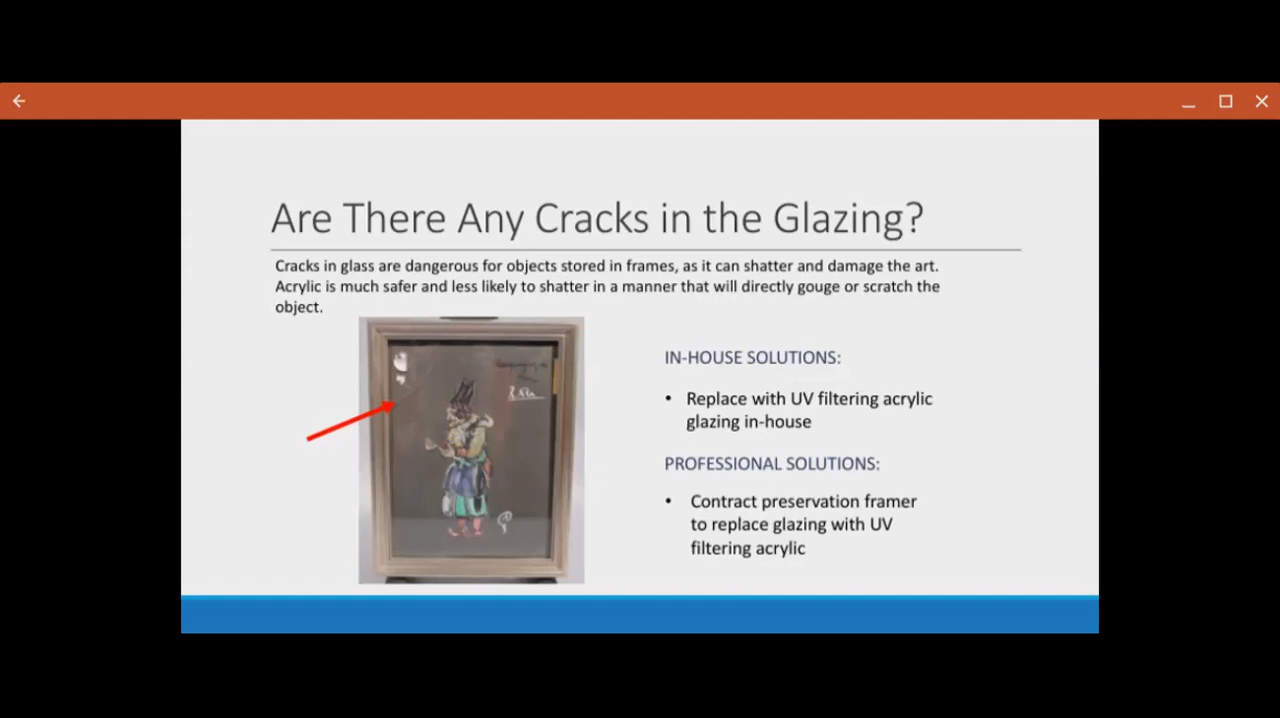 Are There Any Cracks in the Glazing?
Cracks in glass are dangerous for objects stored in frames, as it can shatter and damage the art.
Acrylic is much safer and less likely to shatter in a manner that will directly gouge or scratch the
object.
IN-HOUSE SOLUTIONS:
• Replace with UV filtering acrylic
glazing in-house
PROFESSIONAL SOLUTIONS:
• Contract preservation framer
to replace glazing with UV
filtering acrylic